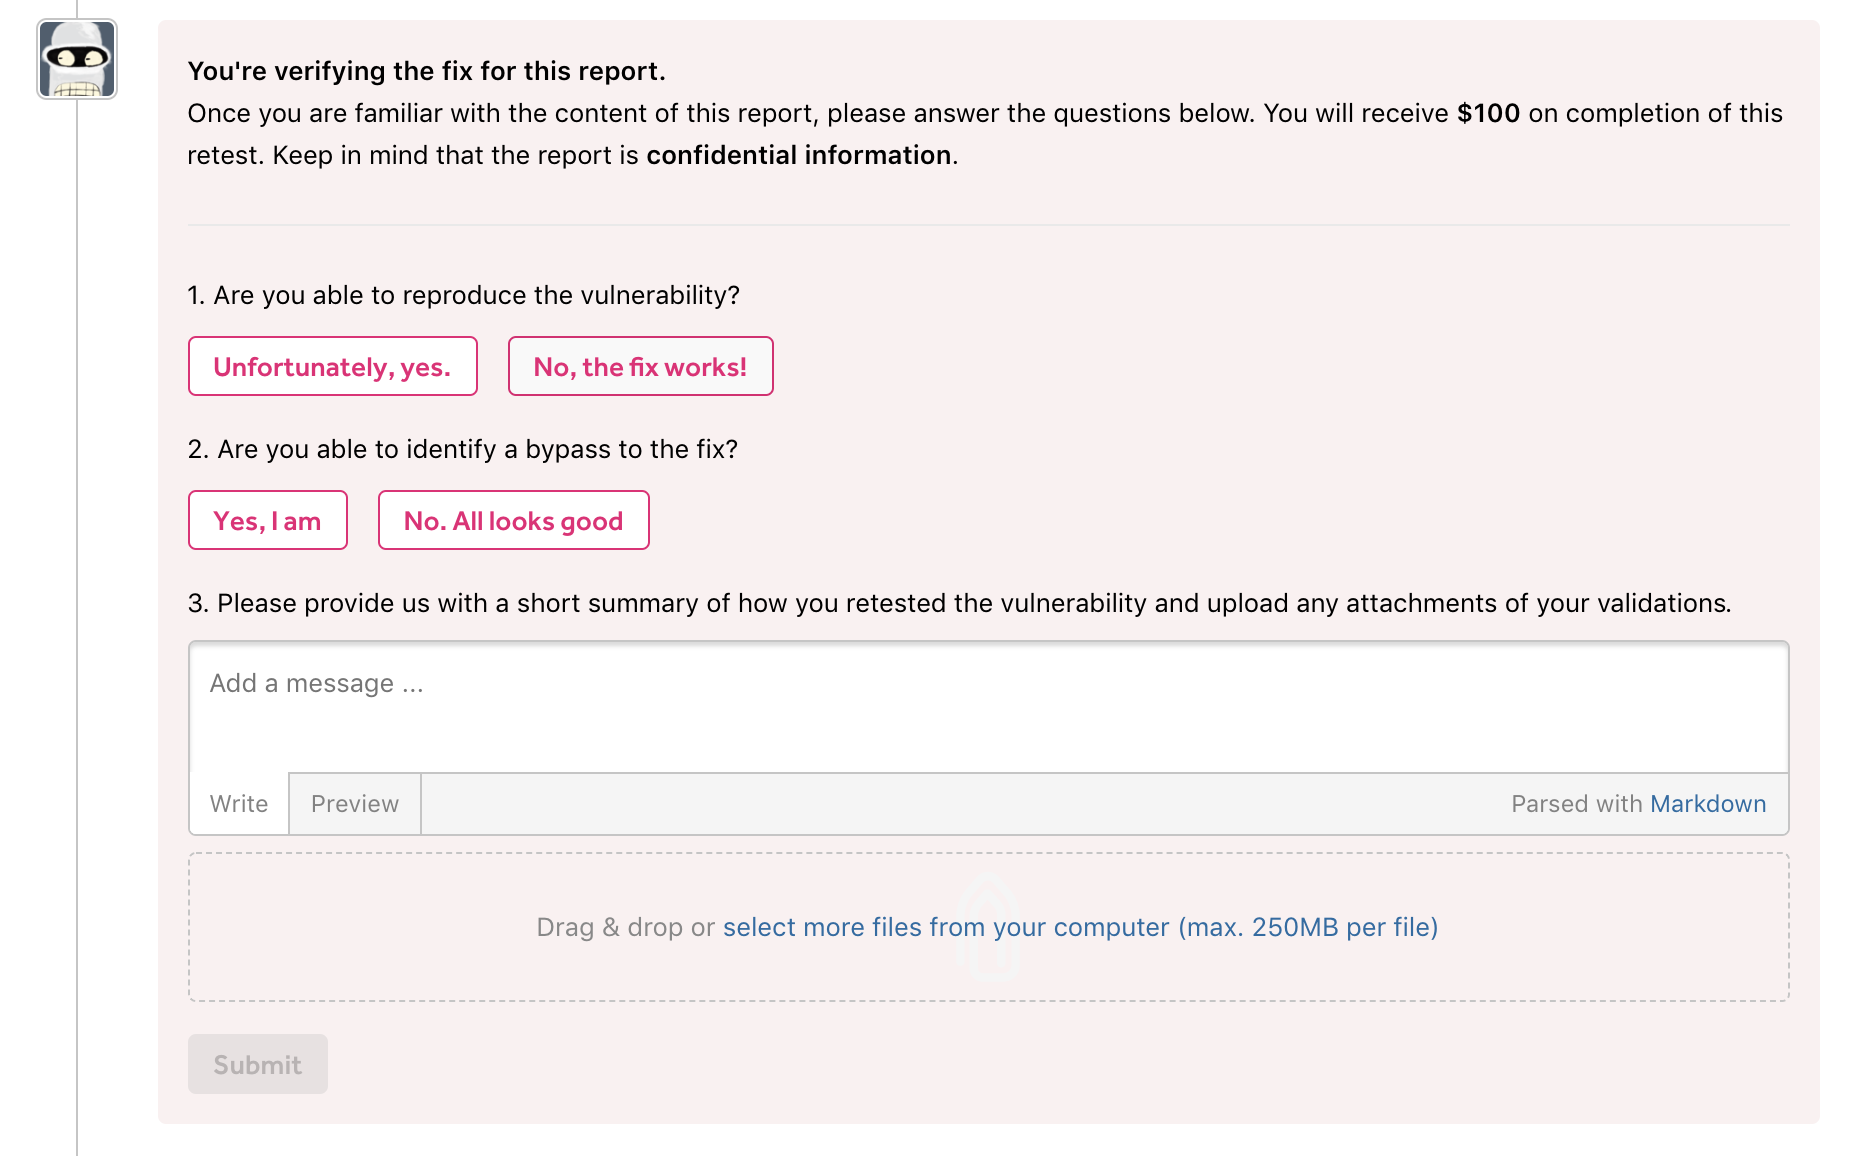 You're verifying the fix for this report.
Once you are familiar with the content of this report, please answer the questions below. You will receive $100 on completion of this
retest. Keep in mind that the report is confidential information.
1. Are you able to reproduce the vulnerability?
Unfortunately, yes. No, the fix works!
2. Are you able to identify a bypass to the fix?
Yes, I am No. All looks good
3. Please provide us with a short summary of how you retested the vulnerability and upload any attachments of your validations.
Add a message ...
Write Preview Parsed with Markdown
Drag & drop or select more files from your computer (max. 250MB per file)
Submit